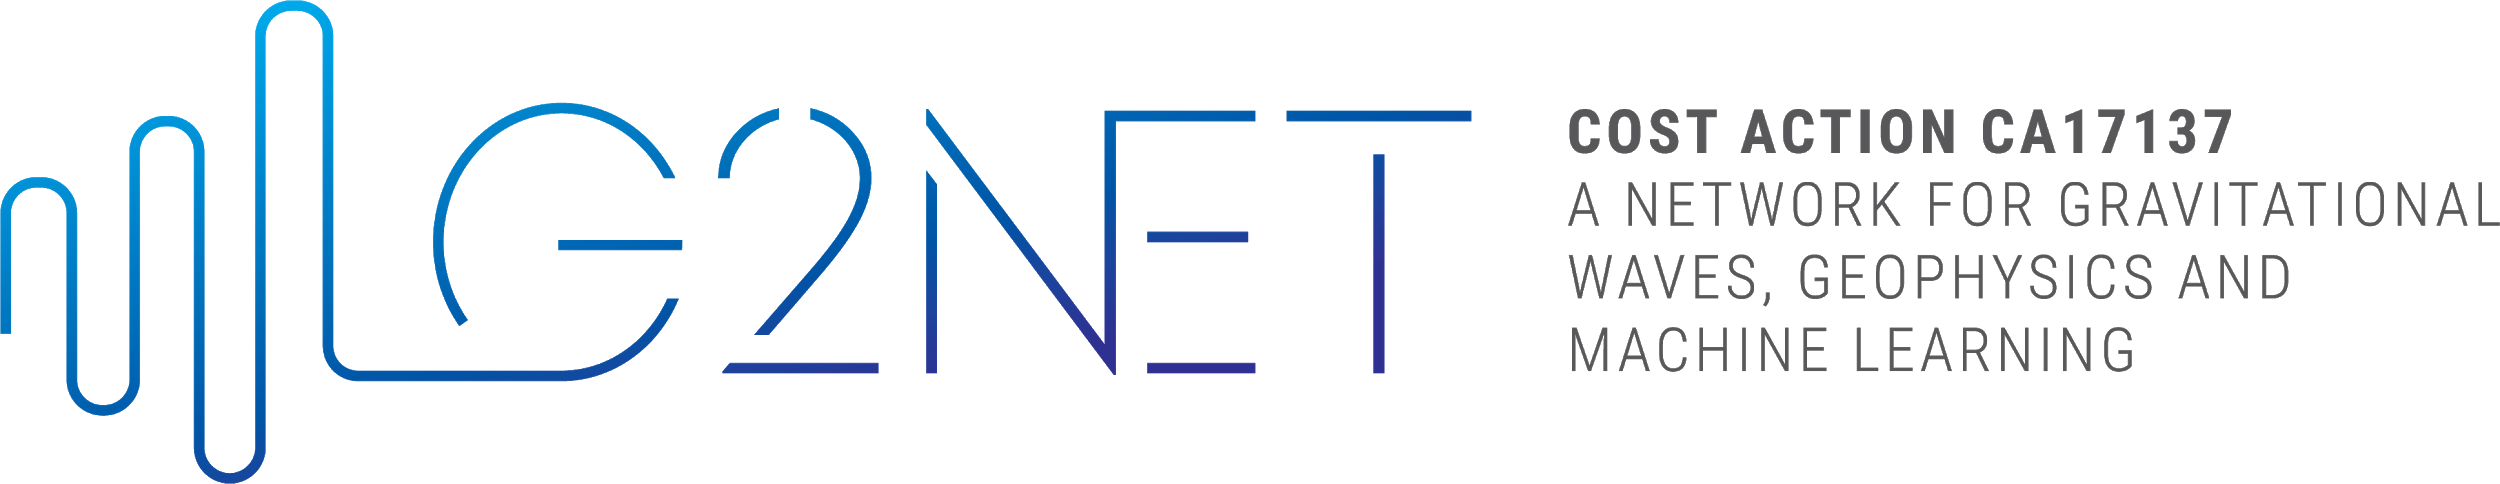 G2NET
COST ACTION CA17137
A NETWORK FOR GRAVITATIONAL
WAVES, GEOPHYSICS AND
MACHINE LEARNING